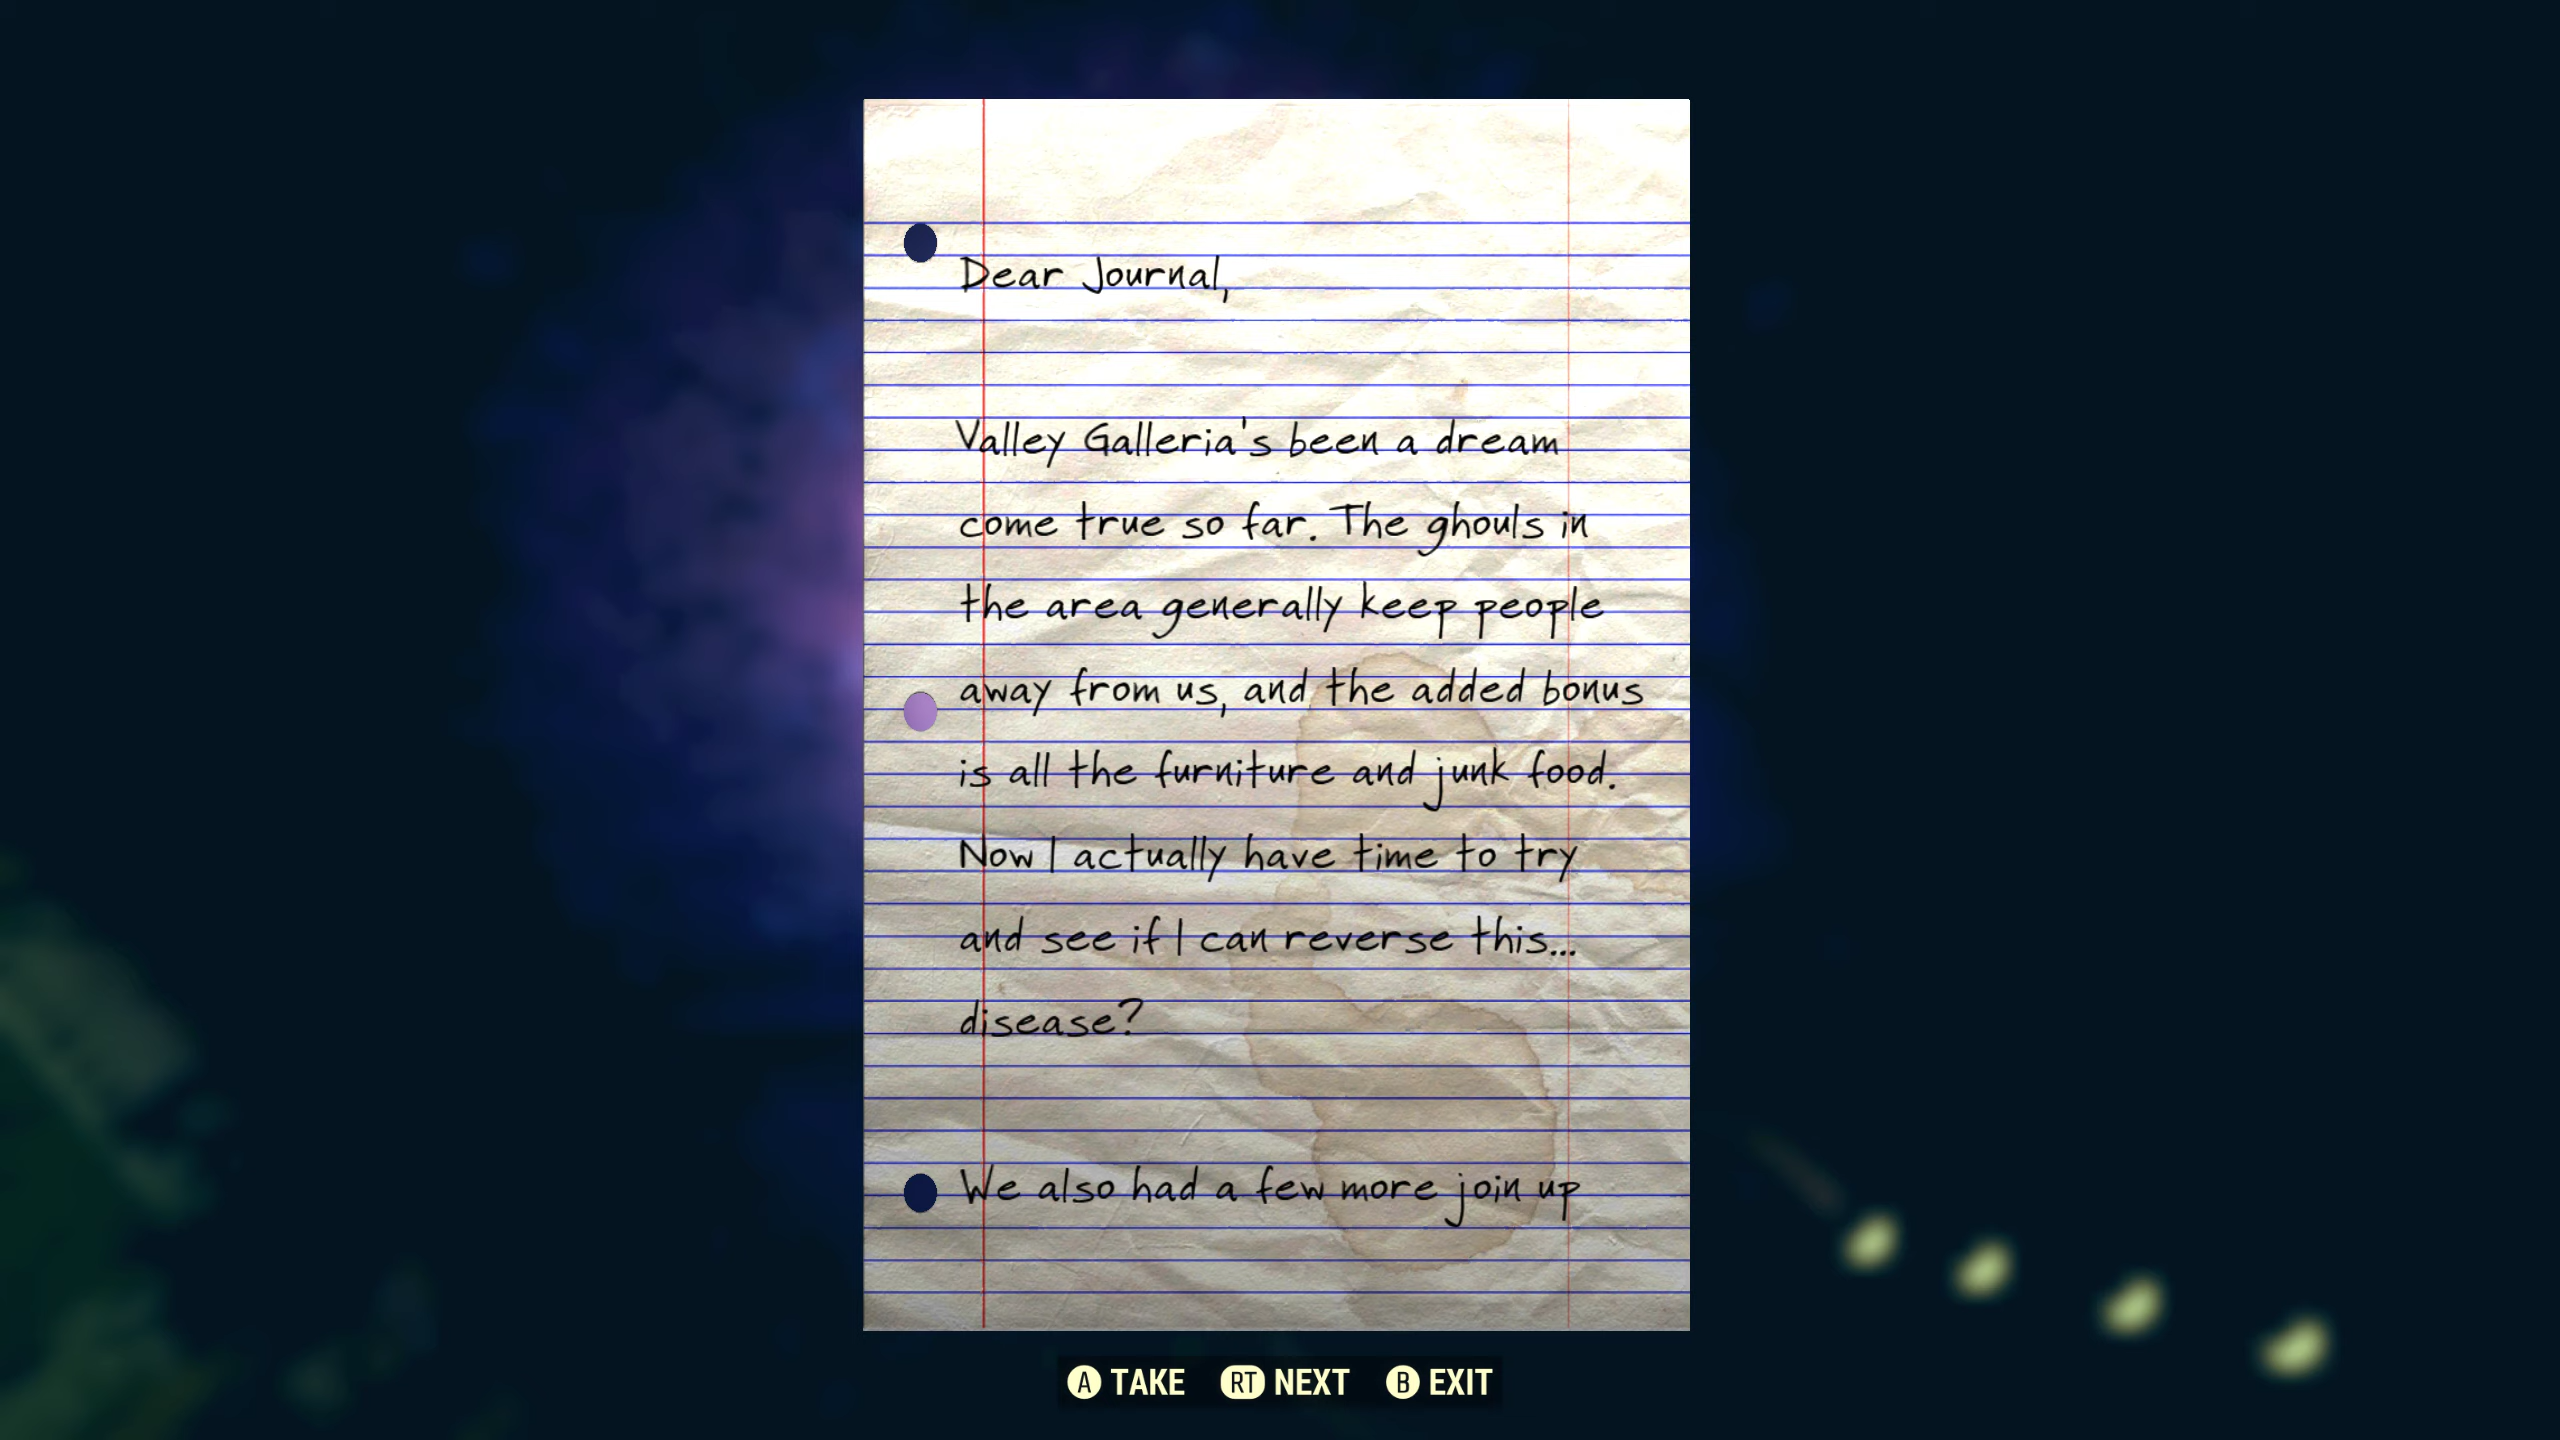 Dear Journal,
Valley Galleria's been a dream
come true so far. The ghouls in
the area generally keep people
away from us, and the added bonus
is all the furniture and junk food.
Now I actually have time to try
and see if I can reverse this...
disease?
We also had a few more join up
A TAKE RT NEXT B EXIT